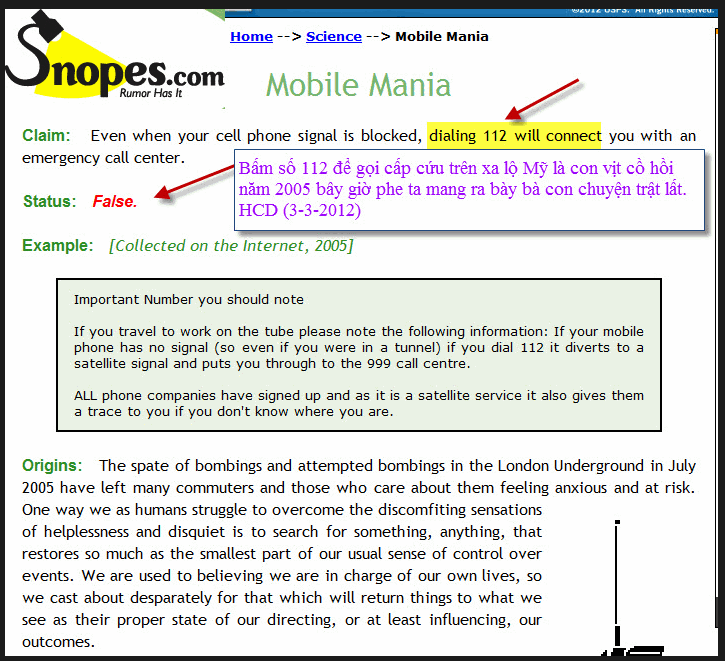 ©2012 USPS. All Rights Reserved.
Snopes.com
Rumor Has It
Home --> Science --> Mobile Mania
Mobile Mania
Claim: Even when your cell phone signal is blocked, dialing 112 will connect you with an
emergency call center.
Bấm số 112 để gọi cấp cứu trên xa lộ Mỹ là con vịt cồ hồi
năm 2005 bây giờ phe ta mang ra bày bà con chuyện trật lất.
HCD (3-3-2012)
Status: False.
Example: [Collected on the Internet, 2005]
Important Number you should note
If you travel to work on the tube please note the following information: If your mobile
phone has no signal (so even if you were in a tunnel) if you dial 112 it diverts to a
satellite signal and puts you through to the 999 call centre.
ALL phone companies have signed up and as it is a satellite service it also gives them
a trace to you if you don't know where you are.
Origins: The spate of bombings and attempted bombings in the London Underground in July
2005 have left many commuters and those who care about them feeling anxious and at risk.
One way we as humans struggle to overcome the discomfiting sensations
of helplessness and disquiet is to search for something, anything, that
restores so much as the smallest part of our usual sense of control over
events. We are used to believing we are in charge of our own lives, so
we cast about desperately for that which will return things to what we
see as their proper state of our directing, or at least influencing, our
outcomes.